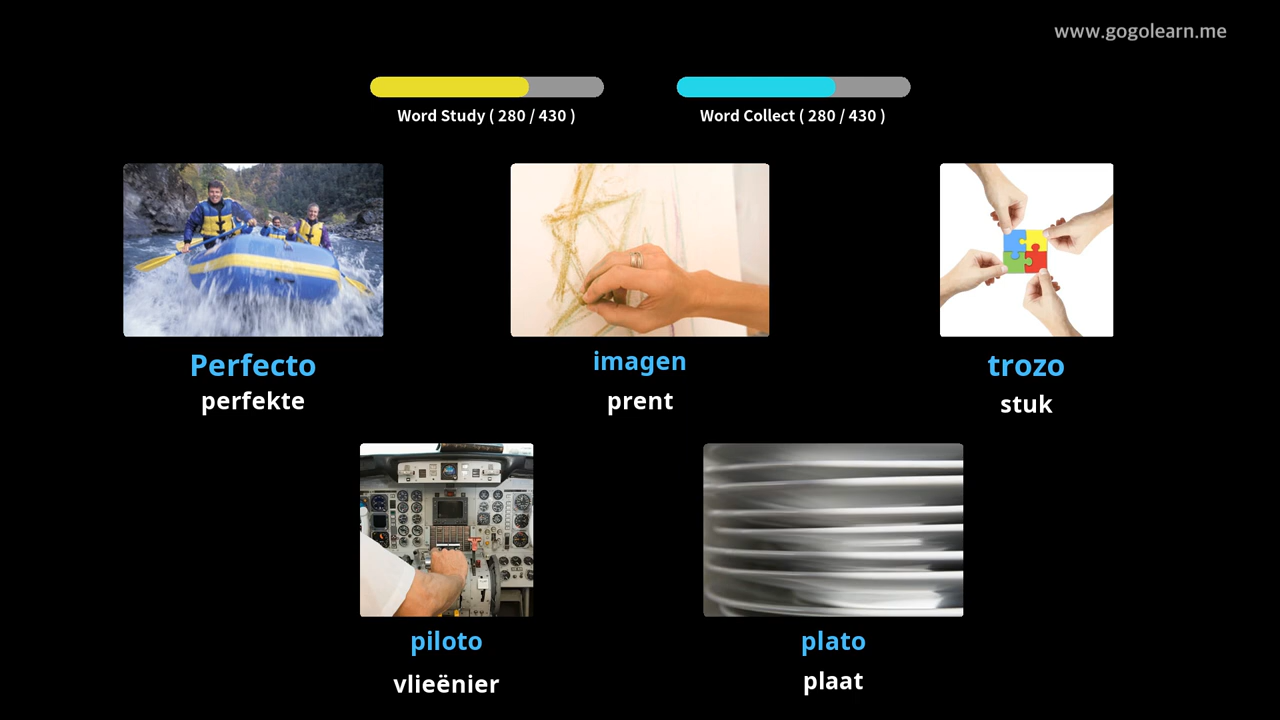 www.gogolearn.me
Word Study ( 280 / 430 )
Word Collect ( 280 / 430 )
Perfecto
perfekte
imagen
prent
trozo
stuk
piloto
vlieënier
plato
plaat